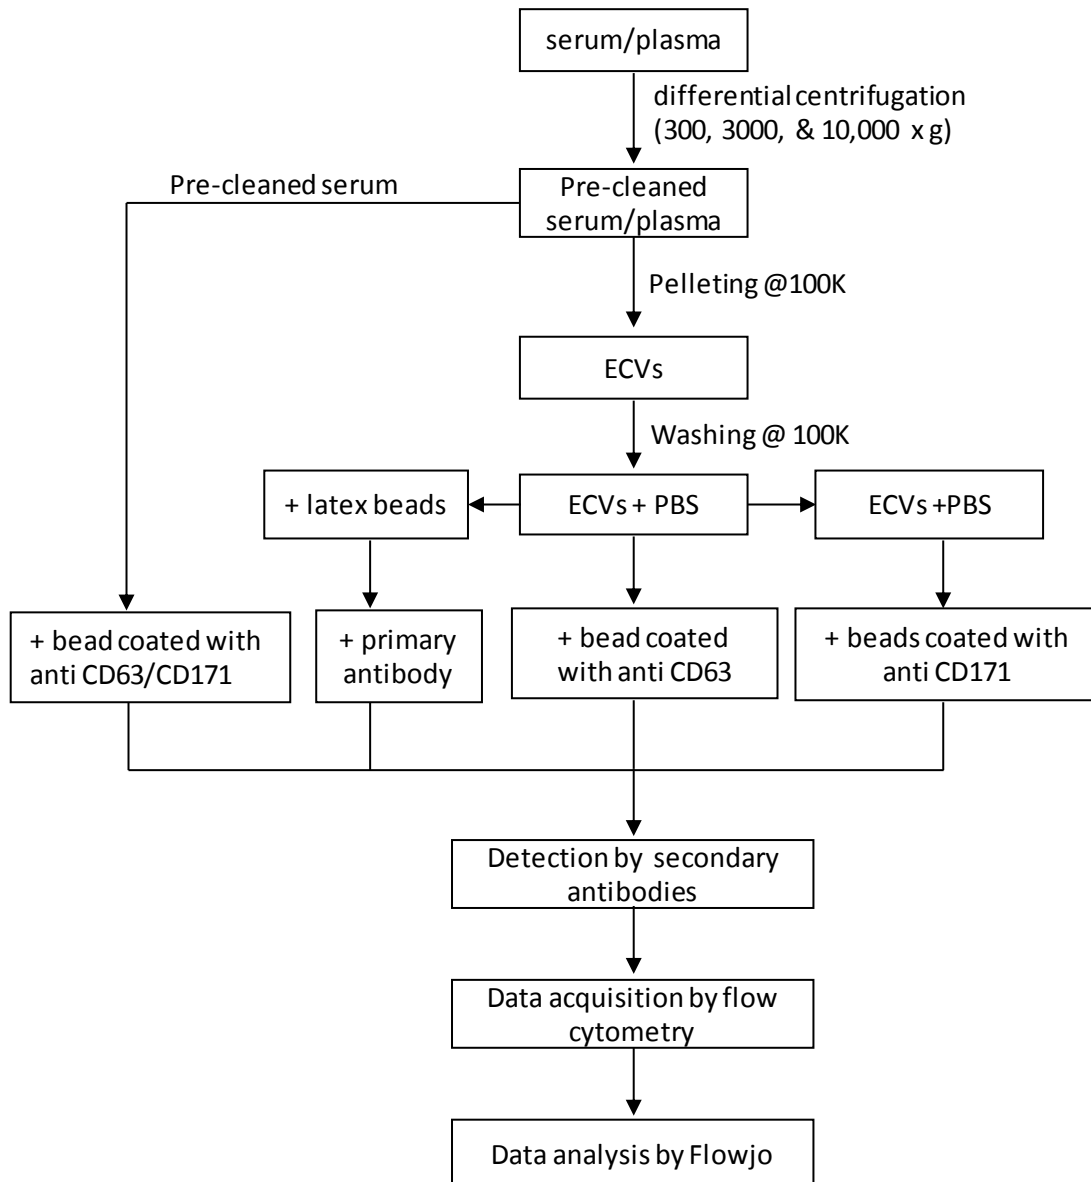 serum/plasma
differential centrifugation
(300, 3000, & 10,000 x g)
Pre-cleaned serum
Pre-cleaned
serum/plasma
Pelleting @100K
ECVs
Washing @ 100K
+ latex beads
ECVs + PBS
ECVs +PBS
+ bead coated with
anti CD63/CD171
+ primary
antibody
+ bead coated
with anti CD63
+ beads coated with
anti CD171
Detection by secondary
antibodies
Data acquisition by flow
cytometry
Data analysis by Flowjo